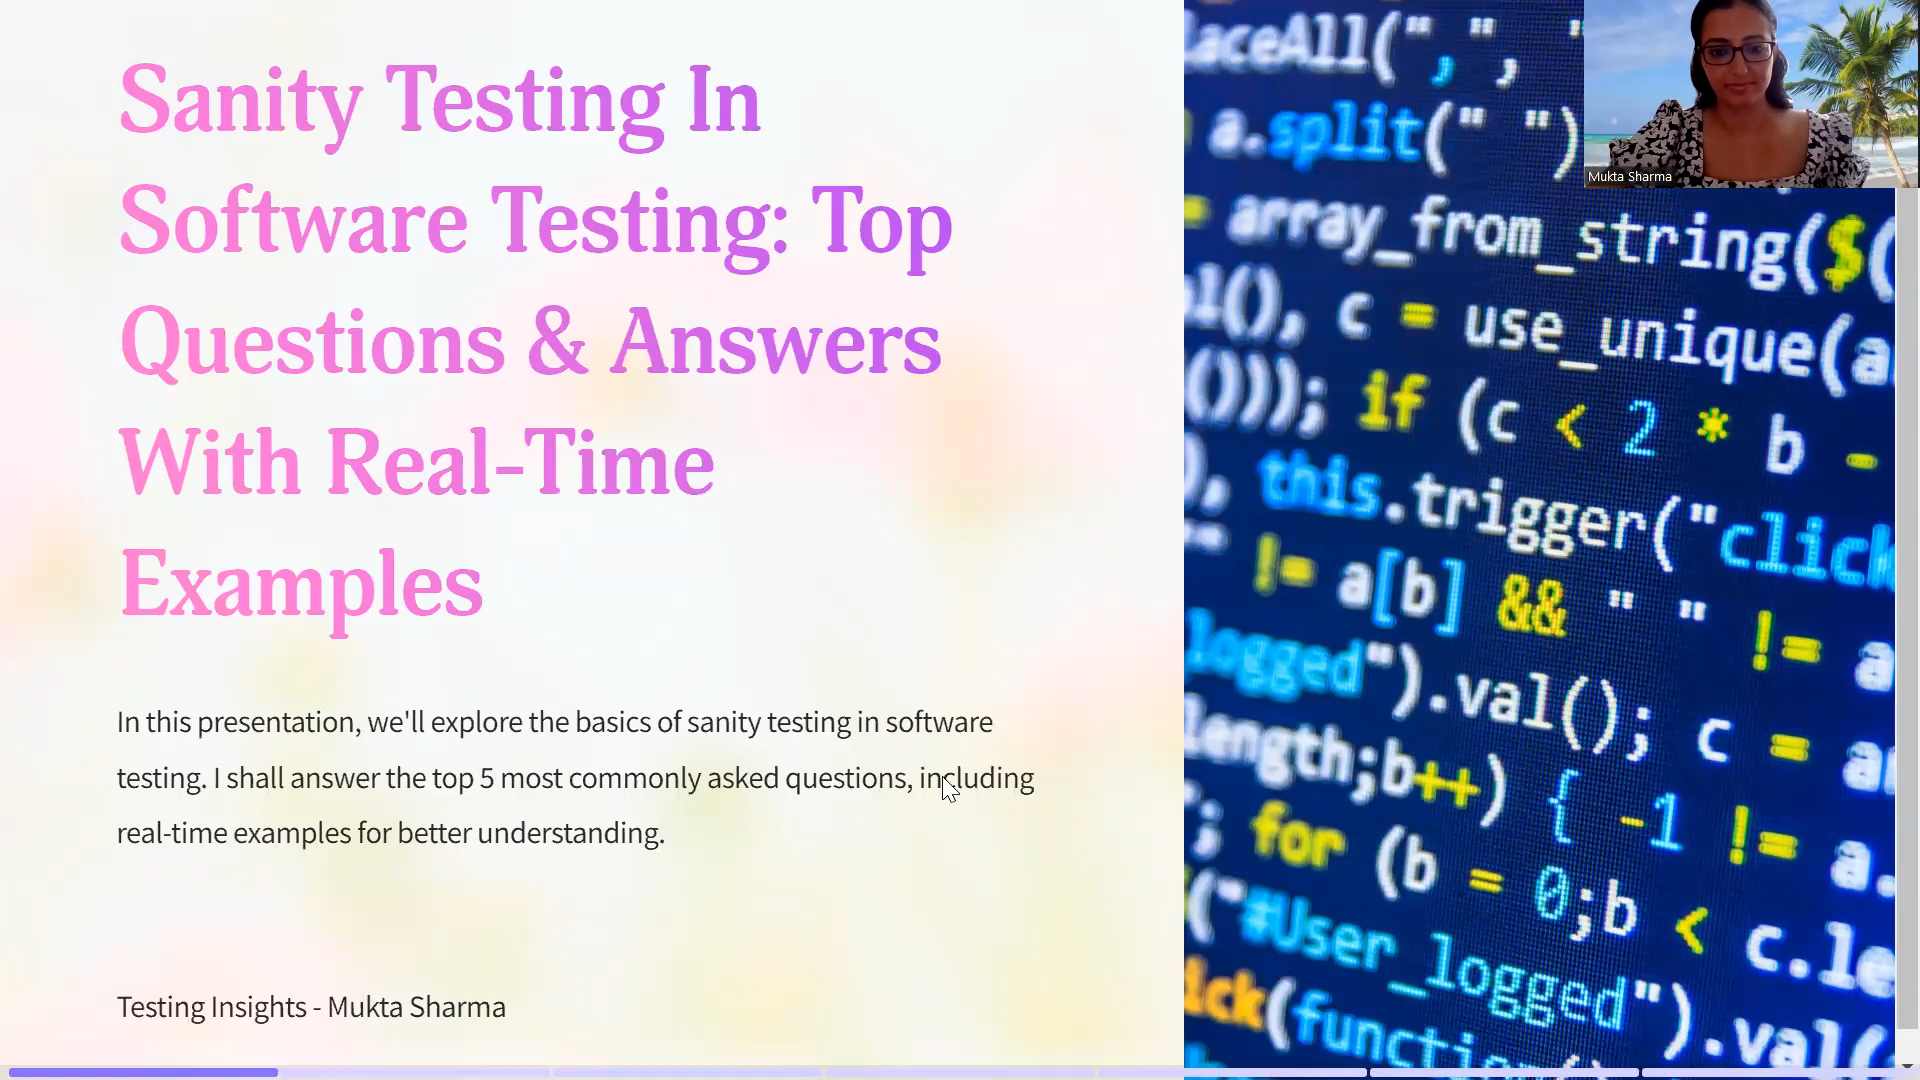 Sanity Testing In
Software Testing: Top
Questions & Answers
With Real-Time
Examples
In this presentation, we'll explore the basics of sanity testing in software
testing. I shall answer the top 5 most commonly asked questions, including
real-time examples for better understanding.
Testing Insights - Mukta Sharma
Mukta Sharma
laceAll(" ", "
a.split(" ")
= array_from_string($(
l(), c = use_unique(a
())); if (c < 2 * b -
), this.trigger("click
!= a[b] && " " != a
logged").val(); c = a
length;b++) { -1 != a.
; for (b = 0;b < c.le
("#User_logged").val(
ick(function